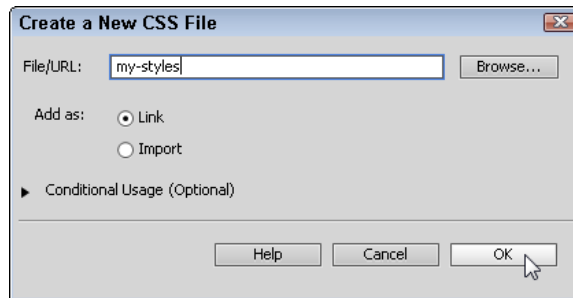 Create a New CSS File
File/URL: my-styles Browse...
Add as: Link
Import
Conditional Usage (Optional)
Help Cancel OK